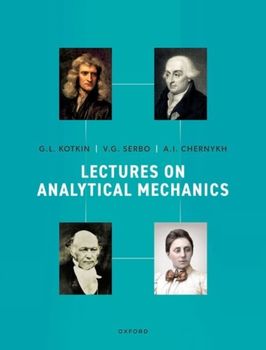 G.L. KOTKIN | V.G. SERBO | A.I. CHERNYKH
LECTURES ON
ANALYTICAL MECHANICS
OXFORD